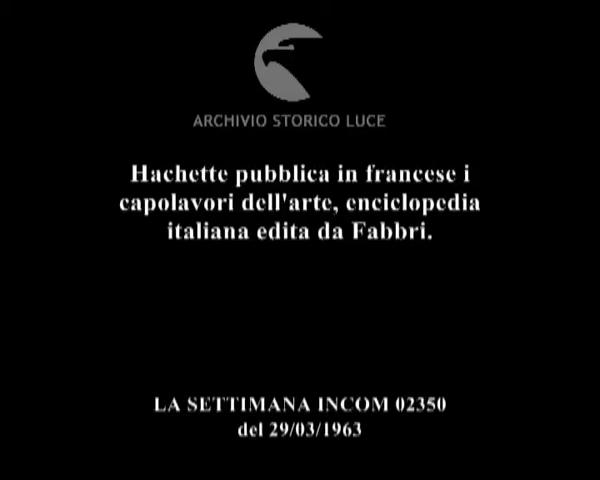 ARCHIVIO STORICO LUCE
Hachette pubblica in francese i
capolavori dell'arte, enciclopedia
italiana edita da Fabbri.
LA SETTIMANA INCOM 02350
del 29/03/1963